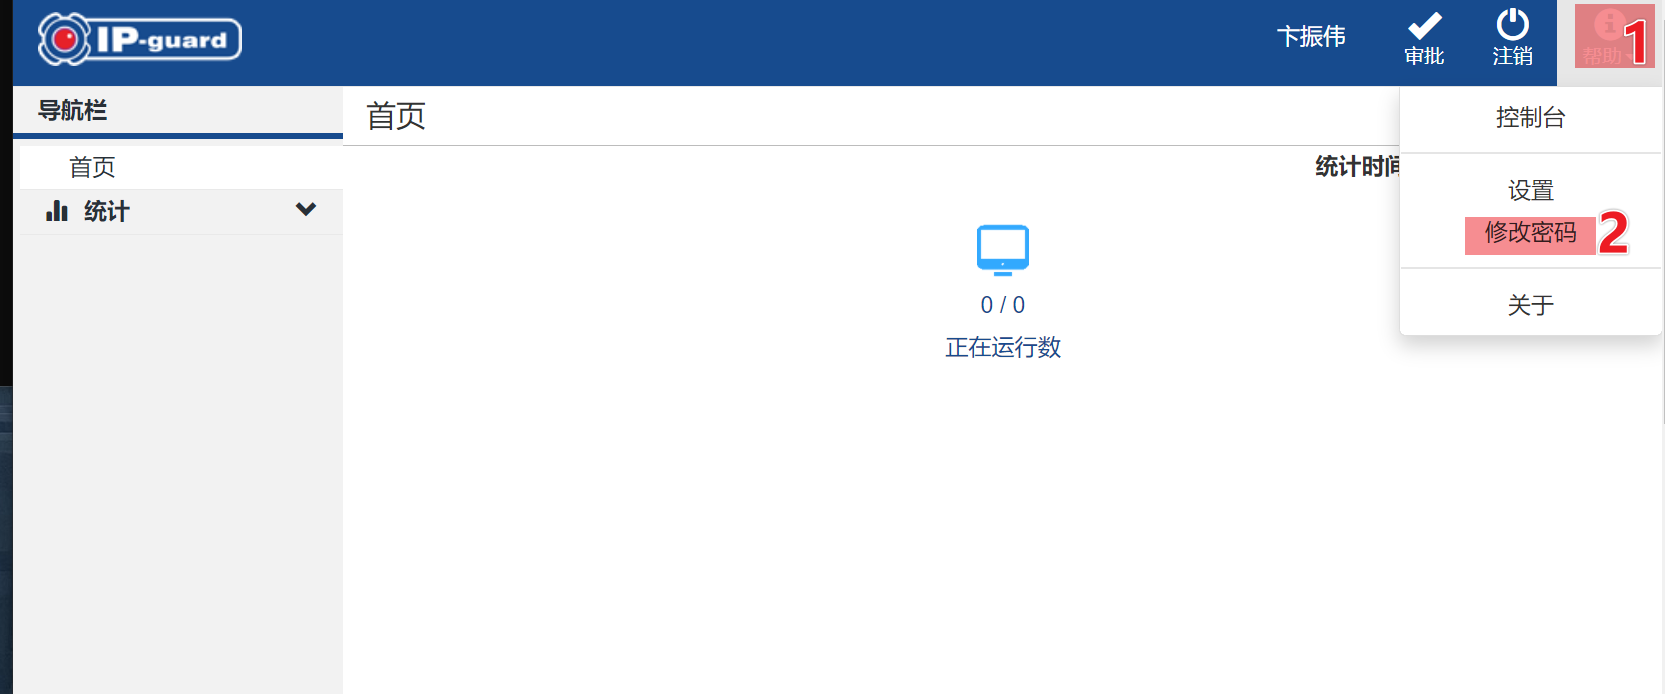 IP-guard
卞振伟
审批
注销
帮助
1
导航栏
首页
首页
统计
统计时间
0 / 0
正在运行数
控制台
设置
修改密码
2
关于